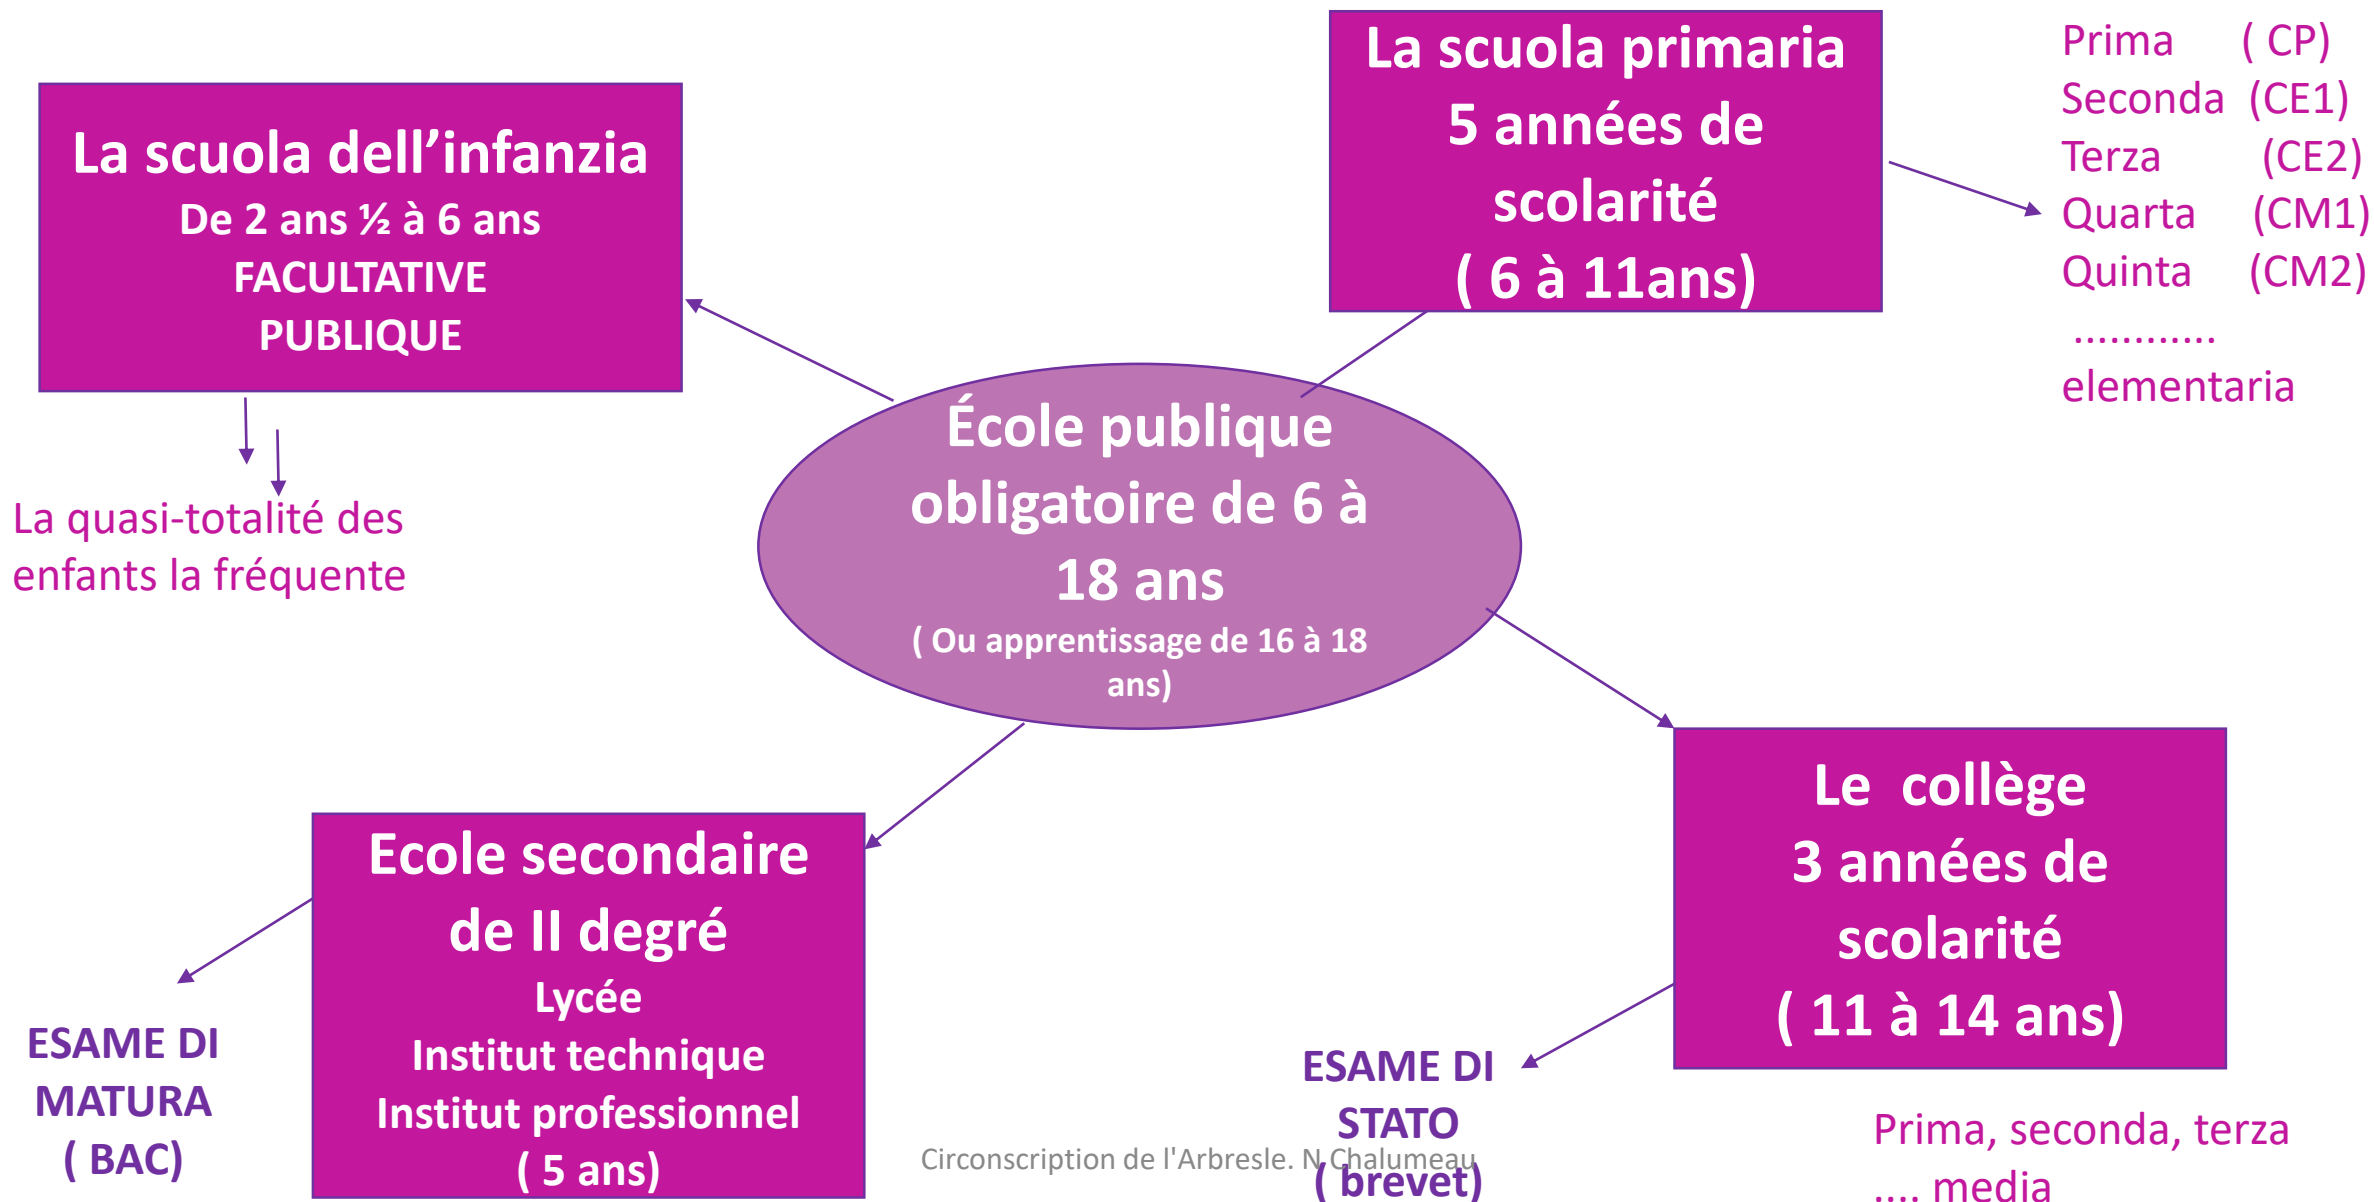 La scuola dell’infanzia
De 2 ans ½ à 6 ans
FACULTATIVE
PUBLIQUE
La quasi-totalité des
enfants la fréquente
La scuola primaria
5 années de
scolarité
( 6 à 11ans)
Prima ( CP)
Seconda (CE1)
Terza (CE2)
Quarta (CM1)
Quinta (CM2)
............
elementaria
École publique
obligatoire de 6 à
18 ans
( Ou apprentissage de 16 à 18
ans)
Ecole secondaire
de II degré
Lycée
Institut technique
Institut professionnel
( 5 ans)
ESAME DI
MATURA
( BAC)
Le collège
3 années de
scolarité
( 11 à 14 ans)
ESAME DI
STATO
( brevet)
Prima, seconda, terza
.... media
Circonscription de l'Arbresle. N Chalumeau